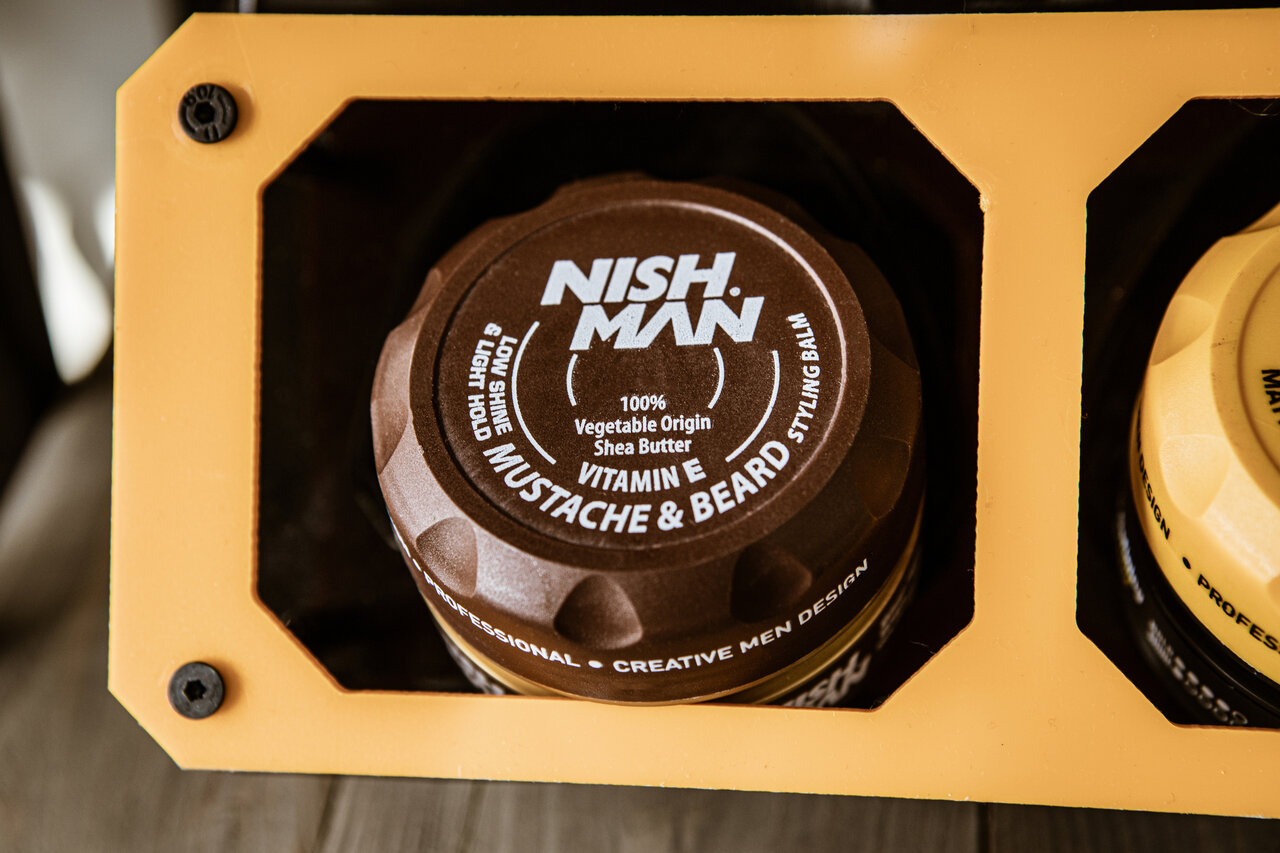 NISH.
MAN
LOW SHINE
& LIGHT HOLD
100%
Vegetable Origin
Shea Butter
VITAMIN E
MUSTACHE & BEARD
STYLING BALM
• PROFESSIONAL • CREATIVE MEN DESIGN
DESIGN •